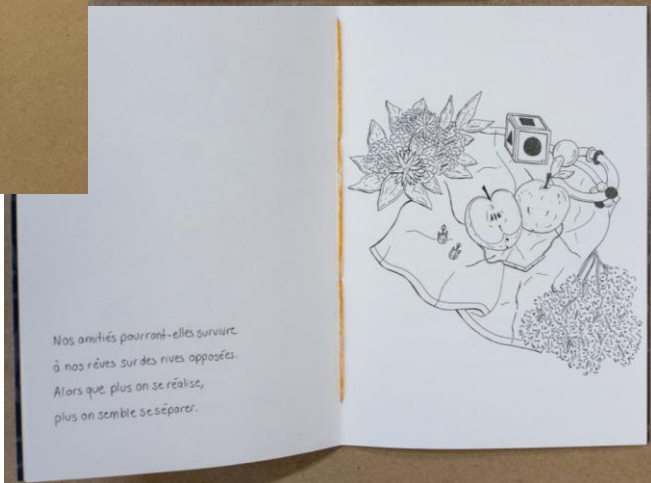 Nos amitiés pourront-elles survivre
à nos rêves sur des rives opposées.
Alors que plus on se réalise,
plus on semble se séparer.